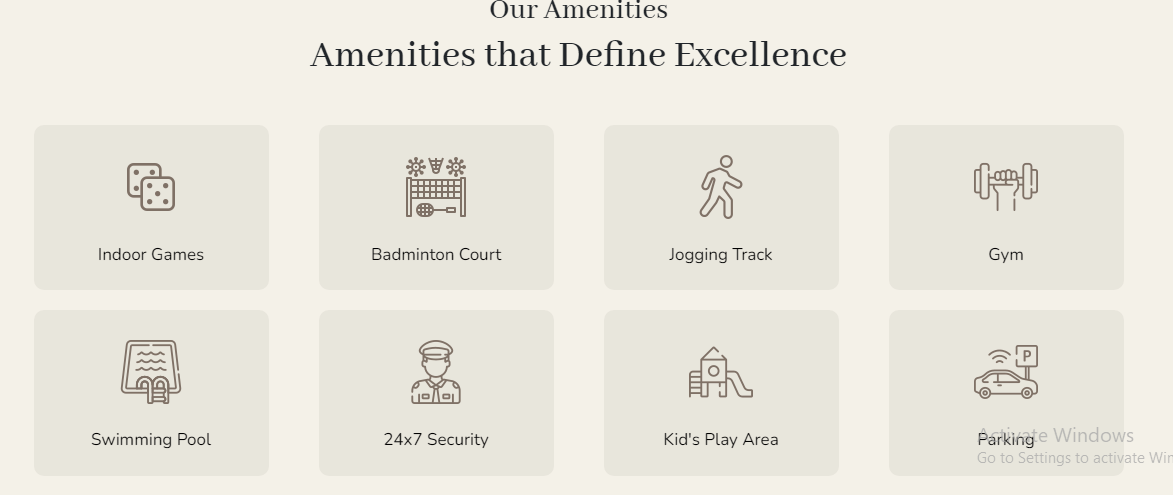 Our Amenities
Amenities that Define Excellence
Indoor Games
Badminton Court
Jogging Track
Gym
P
Swimming Pool
24x7 Security
Kid's Play Area
Parking
Activate Windows
Go to Settings to activate Win